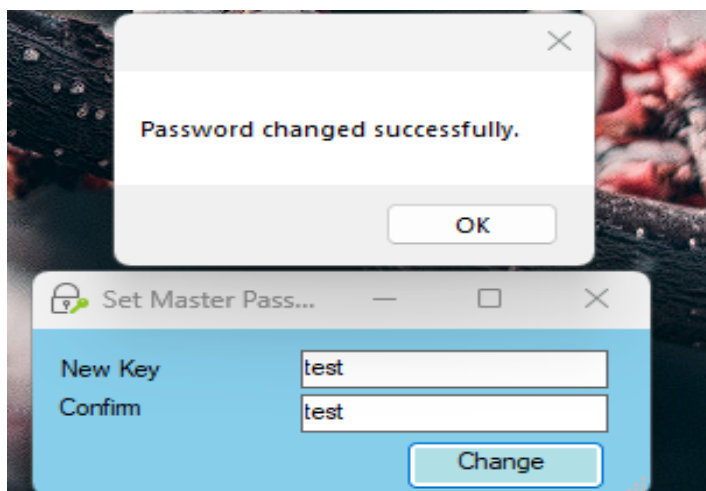 Password changed successfully.
OK
Set Master Pass...
New Key
test
Confirm
test
Change